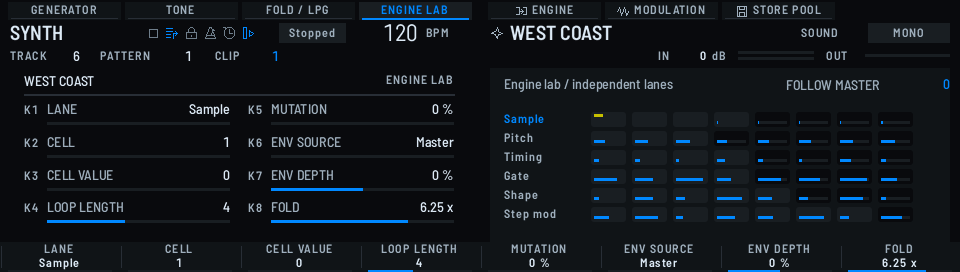 GENERATOR TONE FOLD / LPG ENGINE LAB ENGINE MODULATION STORE POOL
SYNTH Stopped 120 BPM WEST COAST SOUND MONO
TRACK 6 PATTERN 1 CLIP 1 IN 0 dB OUT
WEST COAST ENGINE LAB
Engine lab / independent lanes FOLLOW MASTER 0
K1 LANE Sample K5 MUTATION 0 %
K2 CELL 1 K6 ENV SOURCE Master
K3 CELL VALUE 0 K7 ENV DEPTH 0 %
K4 LOOP LENGTH 4 K8 FOLD 6.25 x
Sample
Pitch
Timing
Gate
Shape
Step mod
LANE CELL CELL VALUE LOOP LENGTH MUTATION ENV SOURCE ENV DEPTH FOLD
Sample 1 0 4 0 % Master 0 % 6.25 x